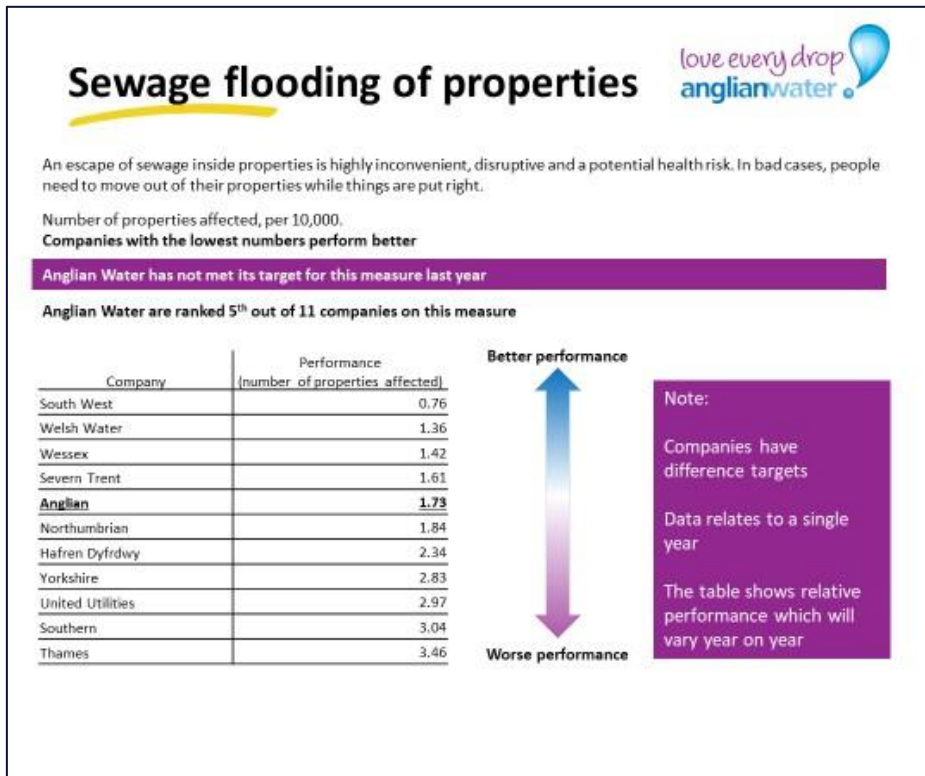 Sewage flooding of properties
love every drop
anglianwater
An escape of sewage inside properties is highly inconvenient, disruptive and a potential health risk. In bad cases, people
need to move out of their properties while things are put right.
Number of properties affected, per 10,000.
Companies with the lowest numbers perform better
Anglian Water has not met its target for this measure last year
Anglian Water are ranked 5th out of 11 companies on this measure
Company Performance
(number of properties affected)
South West 0.76
Welsh Water 1.36
Wessex 1.42
Severn Trent 1.61
Anglian 1.73
Northumbrian 1.84
Hafren Dyfrdwy 2.34
Yorkshire 2.83
United Utilities 2.97
Southern 3.04
Thames 3.46
Better performance
Worse performance
Note:
Companies have
difference targets
Data relates to a single
year
The table shows relative
performance which will
vary year on year